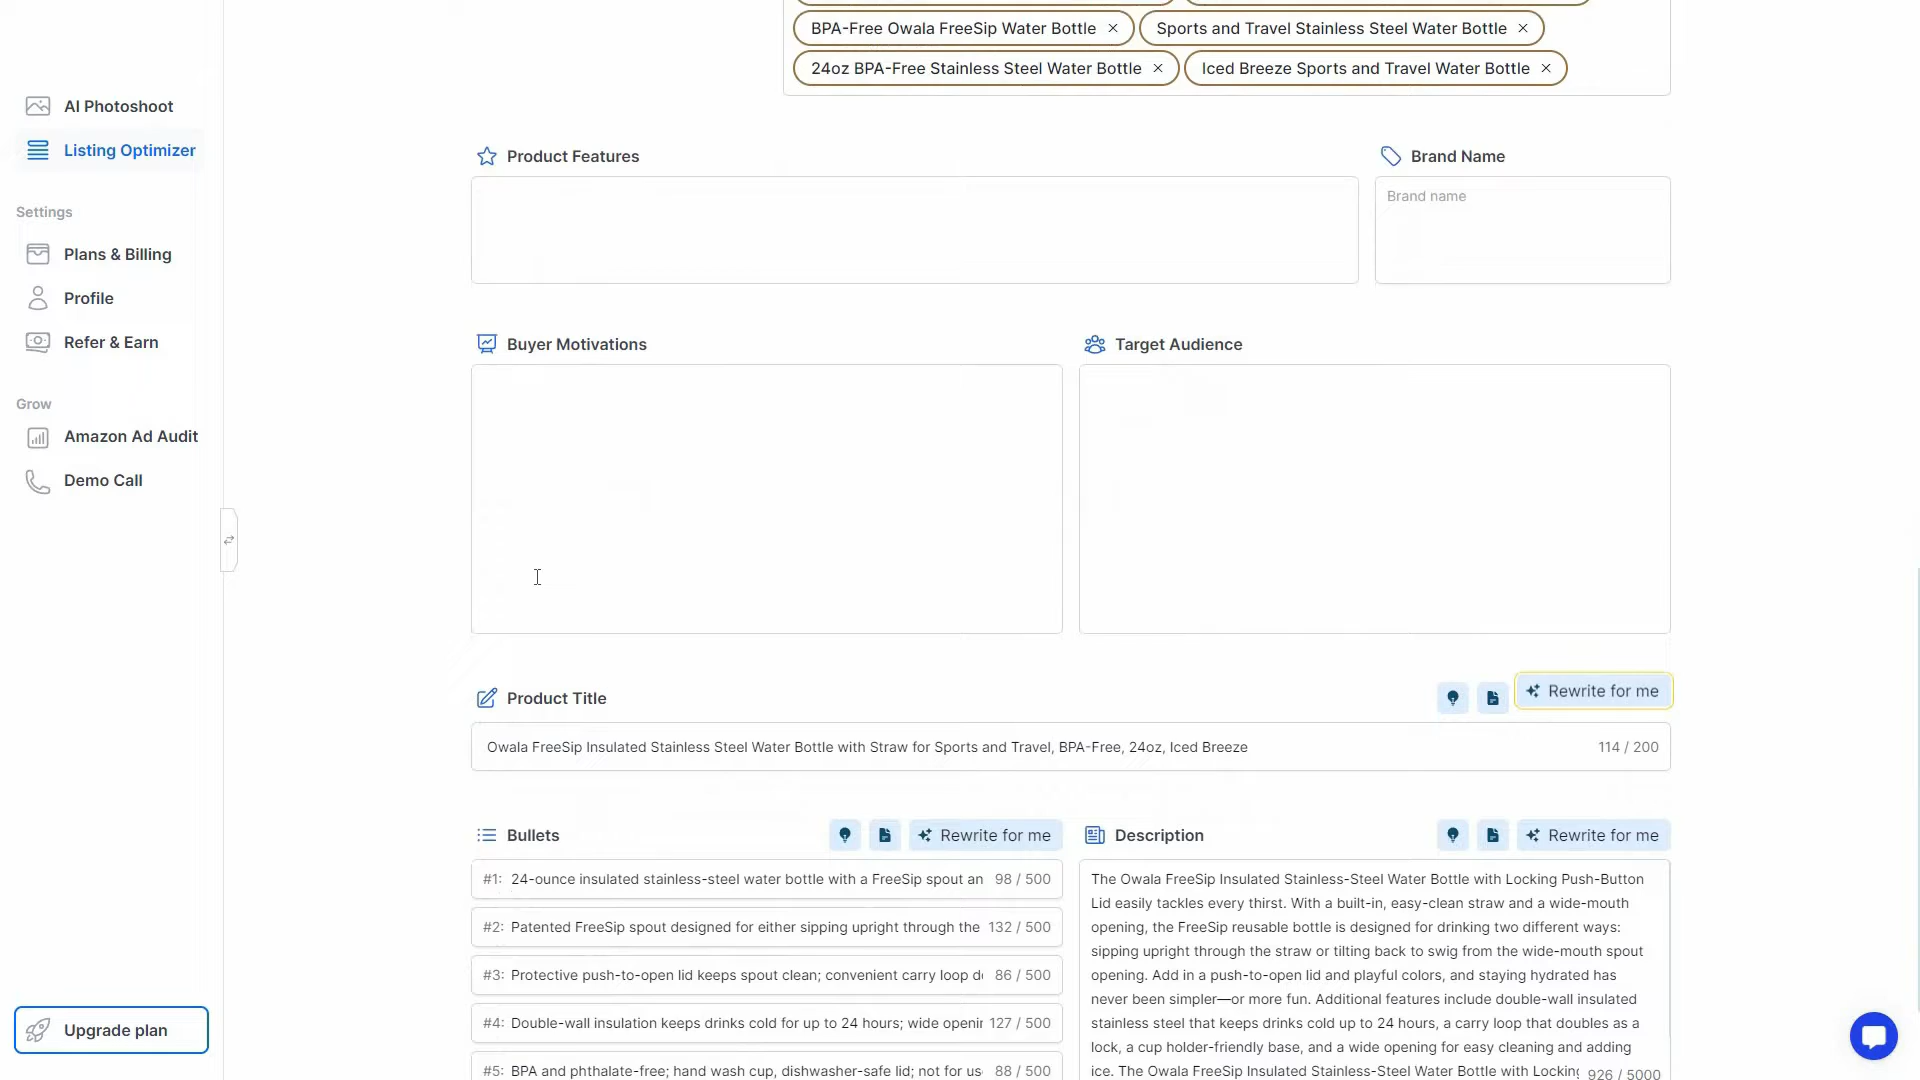 BPA-Free Owala FreeSip Water Bottle × Sports and Travel Stainless Steel Water Bottle ×
24oz BPA-Free Stainless Steel Water Bottle × Iced Breeze Sports and Travel Water Bottle ×
AI Photoshoot
Listing Optimizer
Settings
Plans & Billing
Profile
Refer & Earn
Grow
Amazon Ad Audit
Demo Call
Upgrade plan
Product Features
Brand Name
Brand name
Buyer Motivations
Target Audience
Product Title
Rewrite for me
Owala FreeSip Insulated Stainless Steel Water Bottle with Straw for Sports and Travel, BPA-Free, 24oz, Iced Breeze 114 / 200
Bullets
Rewrite for me
#1: 24-ounce insulated stainless-steel water bottle with a FreeSip spout an 98 / 500
#2: Patented FreeSip spout designed for either sipping upright through the 132 / 500
#3: Protective push-to-open lid keeps spout clean; convenient carry loop d 86 / 500
#4: Double-wall insulation keeps drinks cold for up to 24 hours; wide openin 127 / 500
#5: BPA and phthalate-free; hand wash cup, dishwasher-safe lid; not for us 88 / 500
Description
Rewrite for me
The Owala FreeSip Insulated Stainless-Steel Water Bottle with Locking Push-Button
Lid easily tackles every thirst. With a built-in, easy-clean straw and a wide-mouth
opening, the FreeSip reusable bottle is designed for drinking two different ways:
sipping upright through the straw or tilting back to swig from the wide-mouth spout
opening. Add in a push-to-open lid and playful colors, and staying hydrated has
never been simpler—or more fun. Additional features include double-wall insulated
stainless steel that keeps drinks cold up to 24 hours, a carry loop that doubles as a
lock, a cup holder-friendly base, and a wide opening for easy cleaning and adding
ice. The Owala FreeSip Insulated Stainless-Steel Water Bottle with Locking 926 / 5000